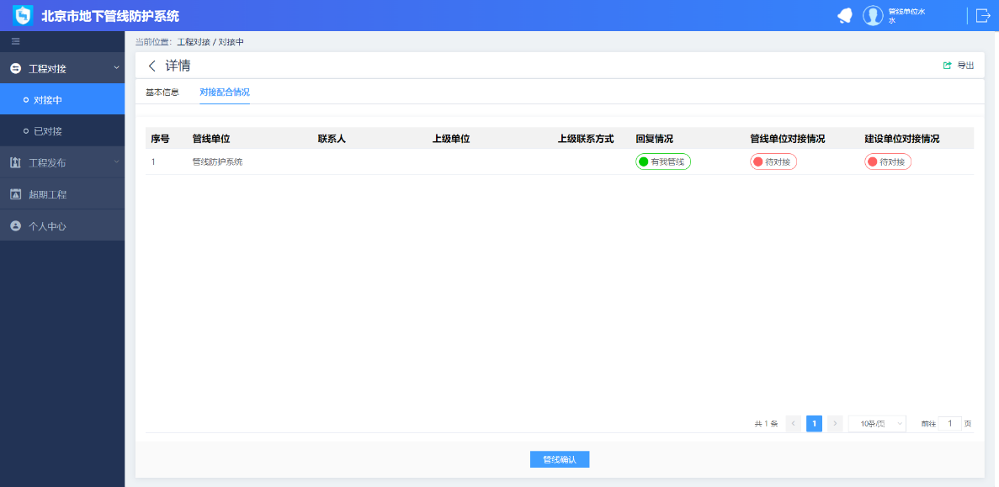 北京市地下管线防护系统
管线单位水
水
当前位置：工程对接 / 对接中
工程对接
对接中
已对接
工程发布
超期工程
个人中心
详情
导出
基本信息 对接配合情况
序号 管线单位 联系人 上级单位 上级联系方式 回复情况 管线单位对接情况 建设单位对接情况
1 管线防护系统 有我管线 待对接 待对接
共 1 条 1 10条/页 前往 1 页
管线确认